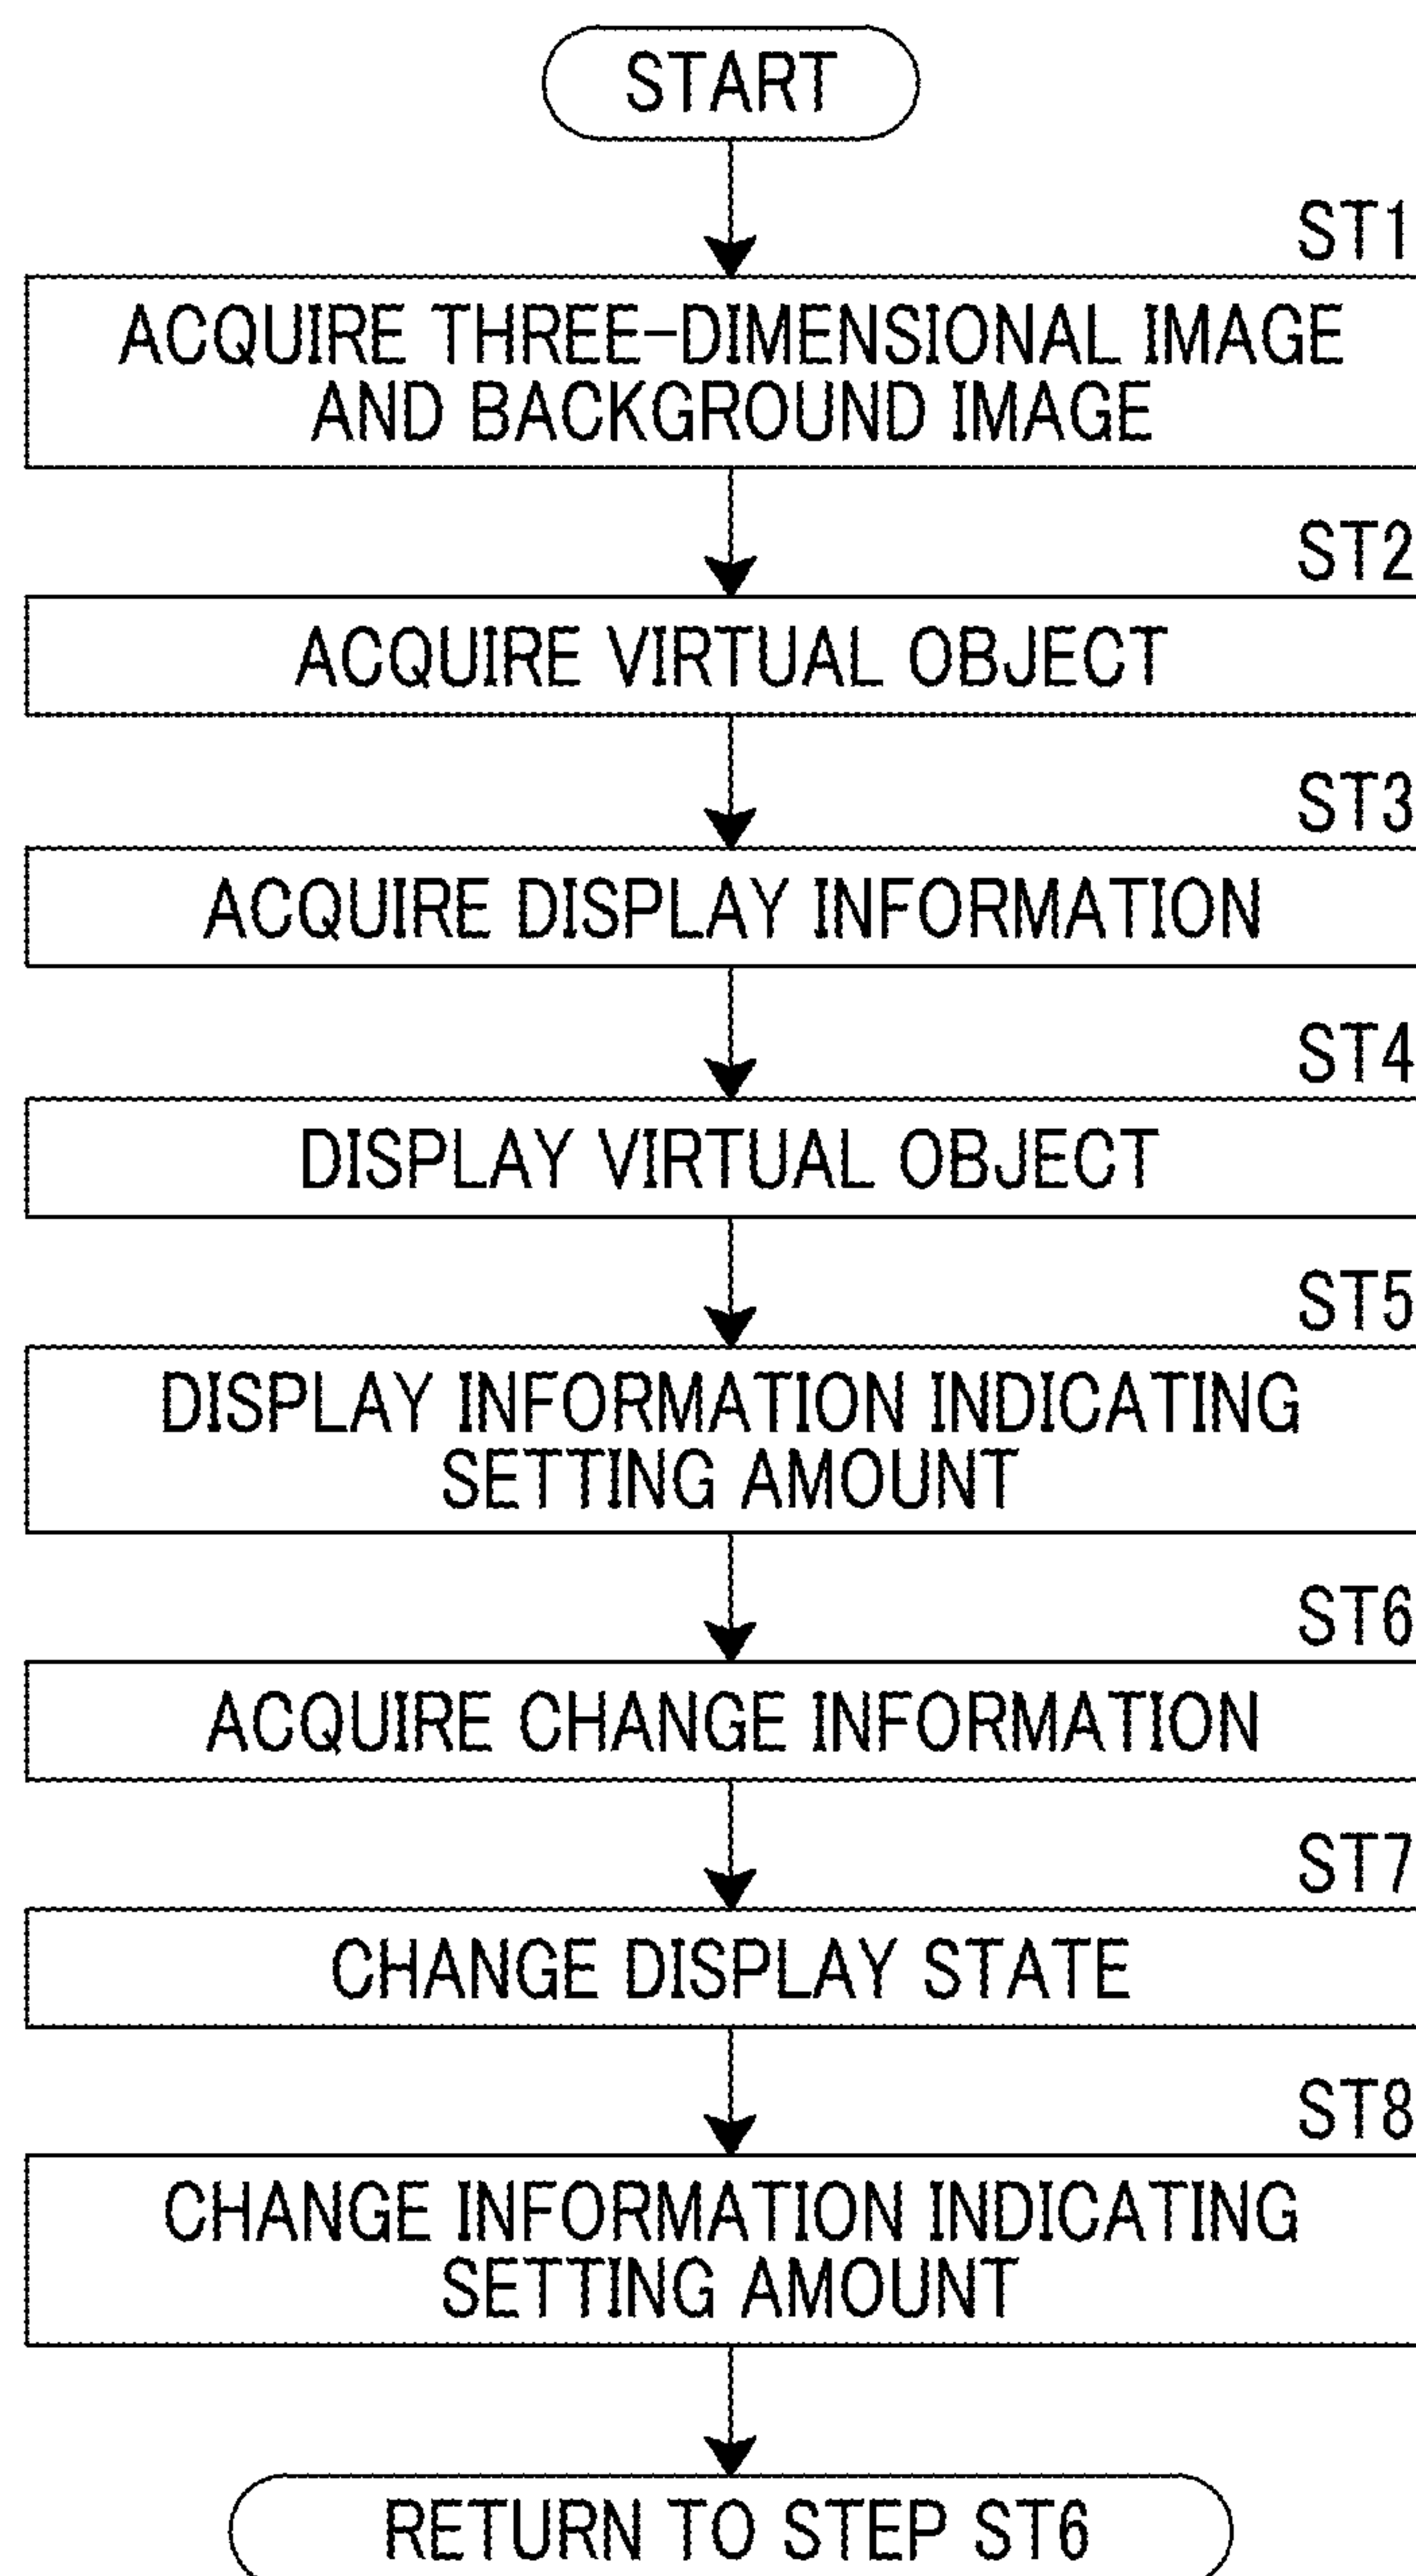 START
ST1
ACQUIRE THREE-DIMENSIONAL IMAGE
AND BACKGROUND IMAGE
ST2
ACQUIRE VIRTUAL OBJECT
ST3
ACQUIRE DISPLAY INFORMATION
ST4
DISPLAY VIRTUAL OBJECT
ST5
DISPLAY INFORMATION INDICATING
SETTING AMOUNT
ST6
ACQUIRE CHANGE INFORMATION
ST7
CHANGE DISPLAY STATE
ST8
CHANGE INFORMATION INDICATING
SETTING AMOUNT
RETURN TO STEP ST6